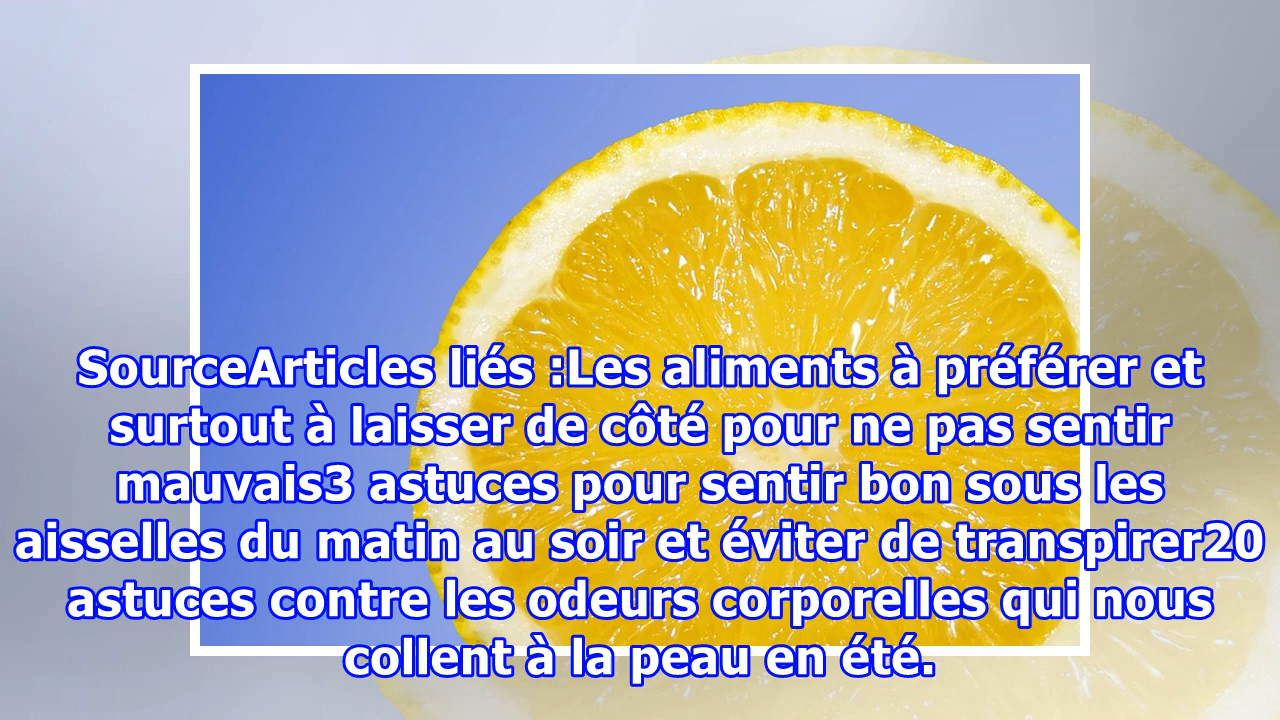 SourceArticles liés :Les aliments à préférer et
surtout à laisser de côté pour ne pas sentir
mauvais3 astuces pour sentir bon sous les
aisselles du matin au soir et éviter de transpirer20
astuces contre les odeurs corporelles qui nous
collent à la peau en été.